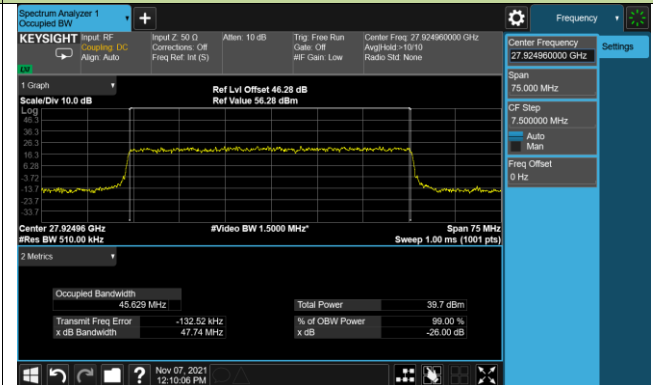 Spectrum Analyzer 1
Occupied BW
+
Frequency
KEYSIGHT
Input: RF
Coupling: DC
Align: Auto
Input Z: 50 Ω
Corrections: Off
Freq Ref: Int (S)
Atten: 10 dB
Trig: Free Run
Gate: Off
#IF Gain: Low
Center Freq: 27.924960000 GHz
Avg|Hold:>10/10
Radio Std: None
Center Frequency
27.924960000 GHz
Settings
Span
75.000 MHz
CF Step
7.500000 MHz
Auto
Man
Freq Offset
0 Hz
1 Graph
Scale/Div 10.0 dB
Ref Lvl Offset 46.28 dB
Ref Value 56.28 dBm
Log
46.3
36.3
26.3
16.3
6.28
-3.72
-13.7
-23.7
-33.7
Center 27.92496 GHz
#Res BW 510.00 kHz
#Video BW 1.5000 MHz*
Span 75 MHz
Sweep 1.00 ms (1001 pts)
2 Metrics
Occupied Bandwidth
45.629 MHz
Total Power 39.7 dBm
Transmit Freq Error -132.52 kHz
% of OBW Power 99.00 %
x dB Bandwidth 47.74 MHz
x dB -26.00 dB
?
Nov 07, 2021
12:10:06 PM